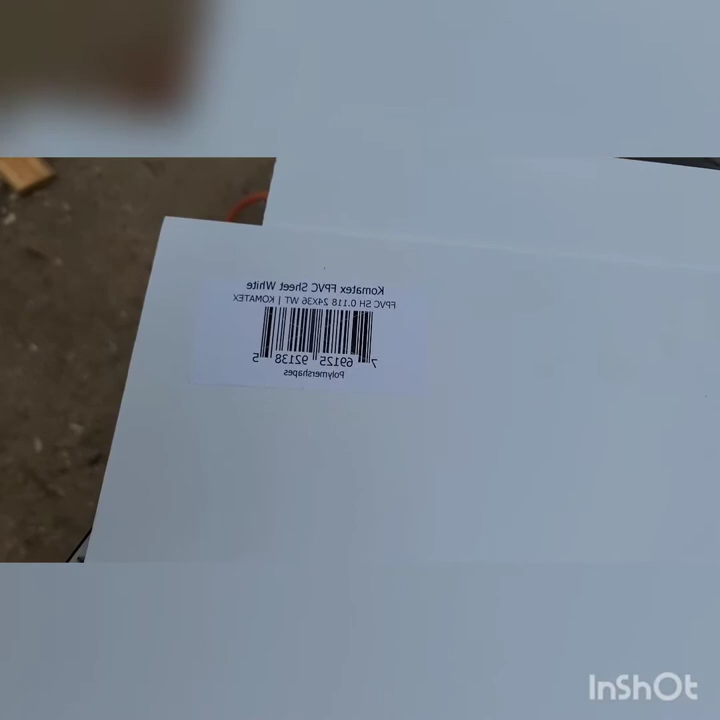 Komatex FPVC Sheet White
FPVC SH 0.118 24X36 WT | KOMATEX
7 69125 92138 5
Polymershapes
InShOt